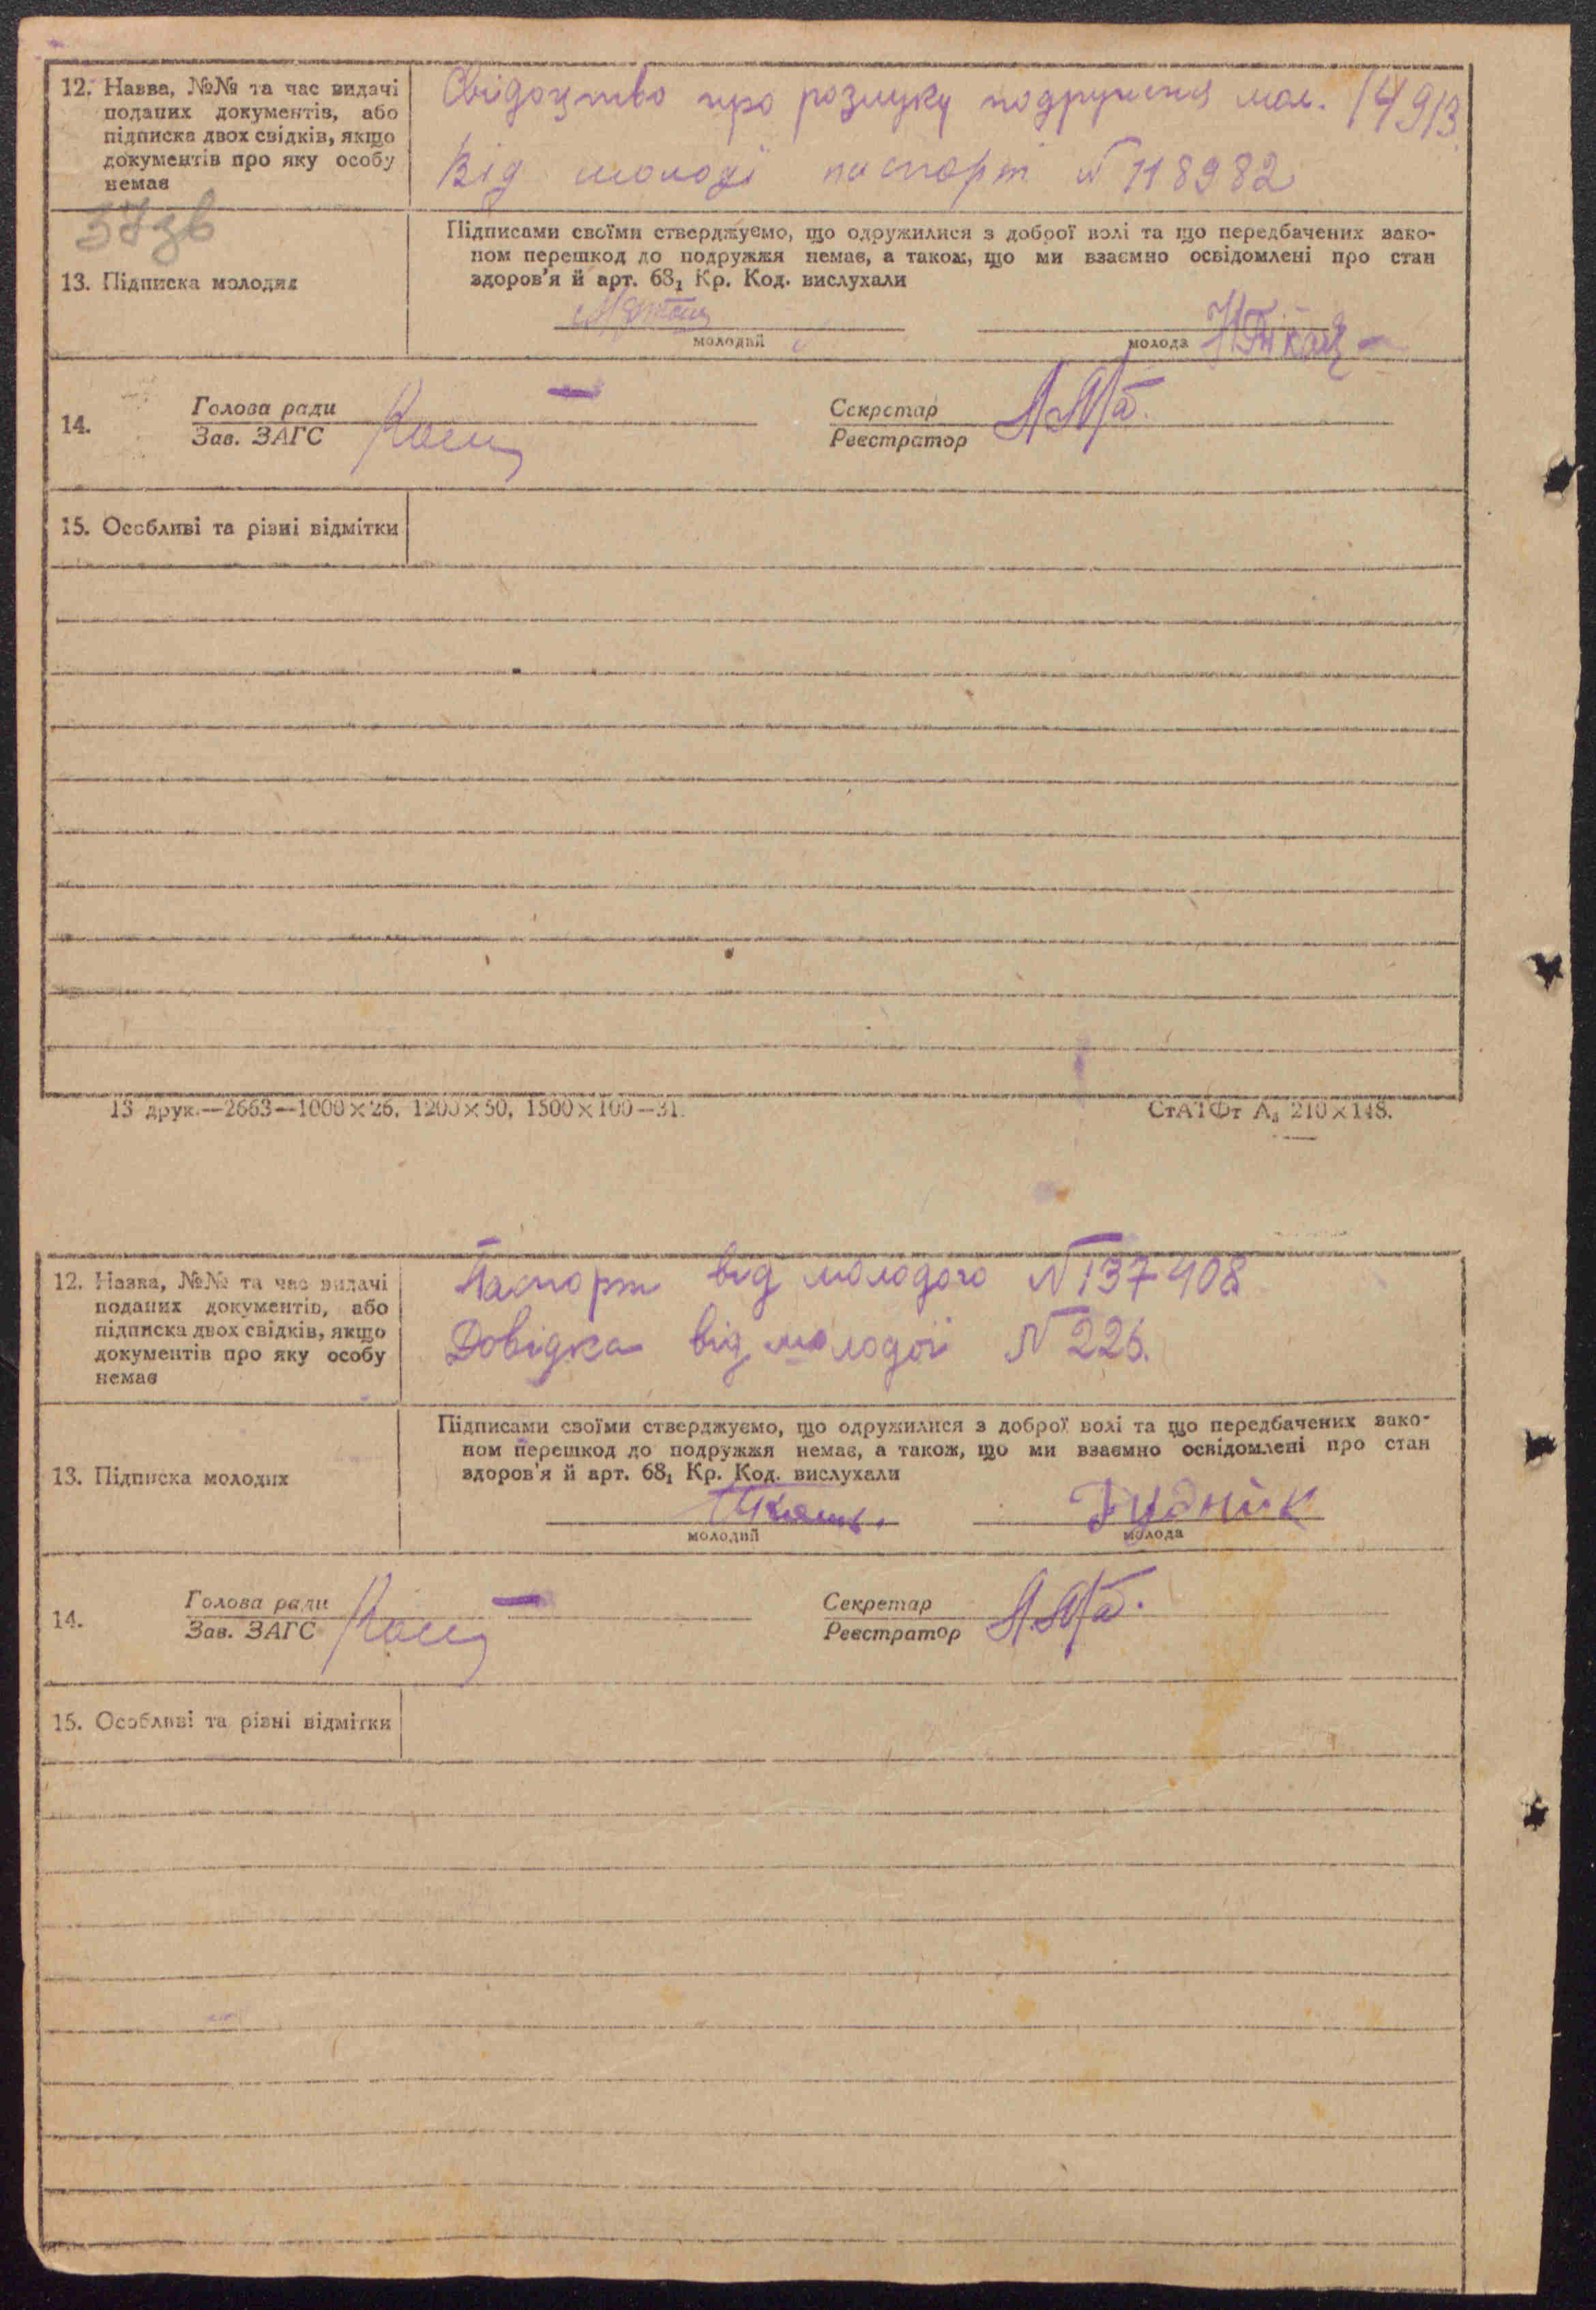 12. Назва, №№ та час видачі
поданих документів, або
підписка двох свідків, якщо
документів про яку особу
немає
Свідоцтво про розлуку подружжя мол. 1493
Від молодої паспорт N 118982
37зв
13. Підписка молодих
Підписами своїми стверджуємо, що одружилися з доброї волі та що передбачених зако-
ном перешкод до подружжя немає, а також, що ми взаємно освідомлені про стан
здоров'я й арт. 68₁ Кр. Код. вислухали
молодий
молода
14.
Голова ради
Зав. ЗАГС
Секретар
Реєстратор
15. Особливі та різні відмітки
13 друк.—2663—1000×26, 1200×50, 1500×100—31.
СтАТФт А₅ 210×148.
12. Назва, №№ та час видачі
поданих документів, або
підписка двох свідків, якщо
документів про яку особу
немає
Паспорт від молодого N 137408
Довідка від молодої N 226.
13. Підписка молодих
Підписами своїми стверджуємо, що одружилися з доброї волі та що передбачених зако-
ном перешкод до подружжя немає, а також, що ми взаємно освідомлені про стан
здоров'я й арт. 68₁ Кр. Код. вислухали
молодий
Рудник
молода
14.
Голова ради
Зав. ЗАГС
Секретар
Реєстратор
15. Особливі та різні відмітки